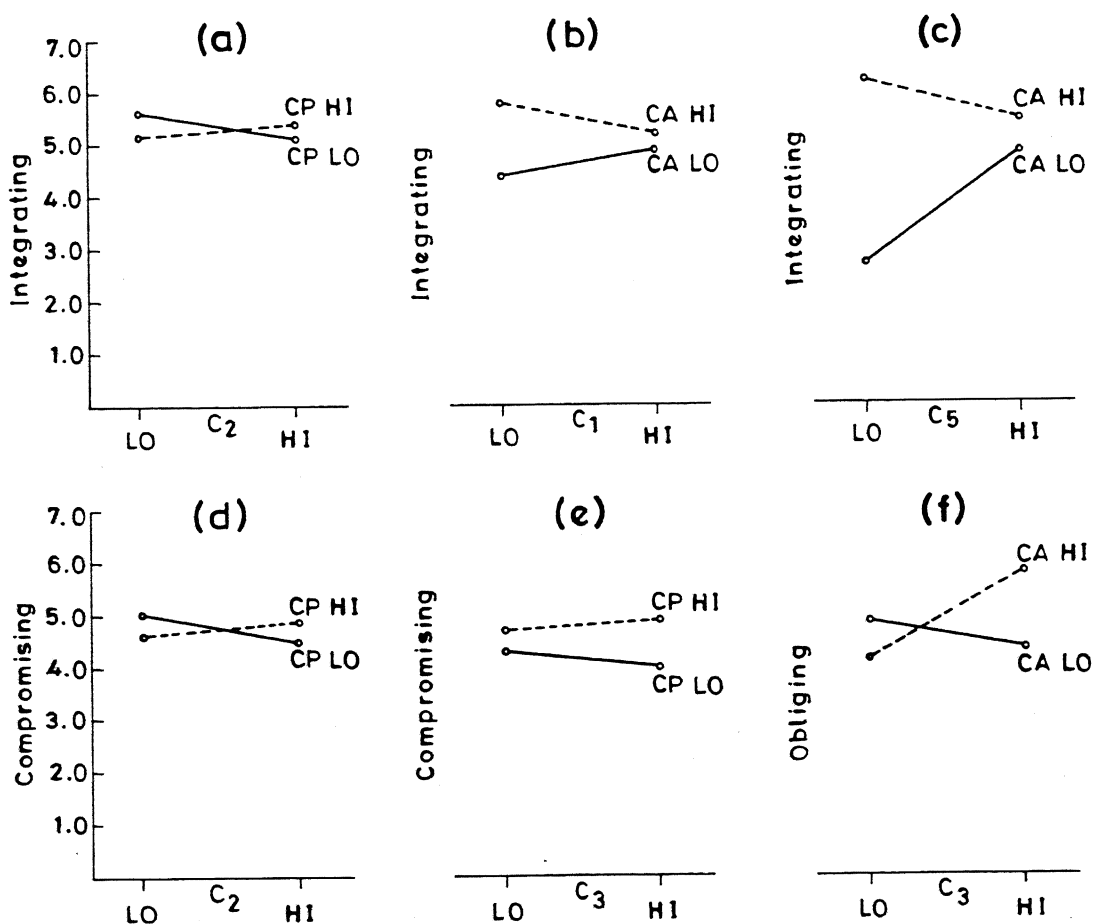 (a)
7.0
6.0
5.0
4.0
3.0
2.0
1.0
Integrating
CP HI
CP LO
LO
C2
HI
(b)
Integrating
CA HI
CA LO
LO
C1
HI
(c)
Integrating
CA HI
CA LO
LO
C5
HI
(d)
7.0
6.0
5.0
4.0
3.0
2.0
1.0
Compromising
CP HI
CP LO
LO
C2
HI
(e)
Compromising
CP HI
CP LO
LO
C3
HI
(f)
Obliging
CA HI
CA LO
LO
C3
HI